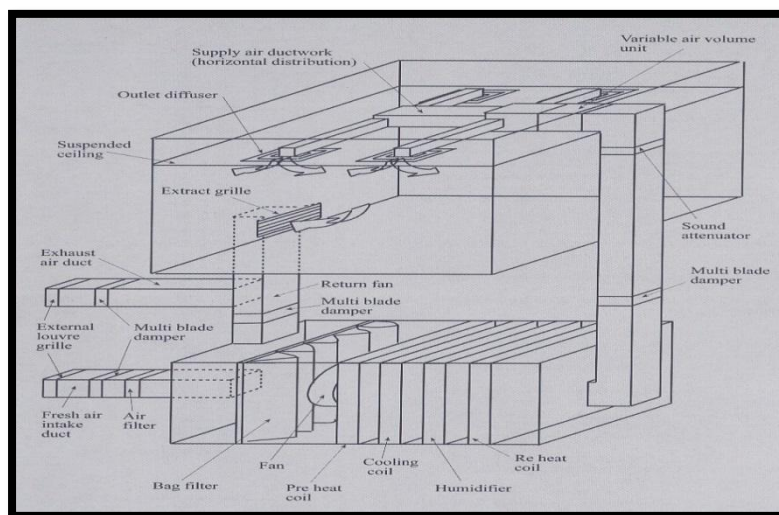 Supply air ductwork
(horizontal distribution)
Variable air volume
unit
Outlet diffuser
Suspended
ceiling
Extract grille
Sound
attenuator
Exhaust
air duct
Return fan
Multi blade
damper
Multi blade
damper
External
louvre
grille
Multi blade
damper
Fresh air
intake
duct
Air
filter
Bag filter
Fan
Pre heat
coil
Cooling
coil
Humidifier
Re heat
coil